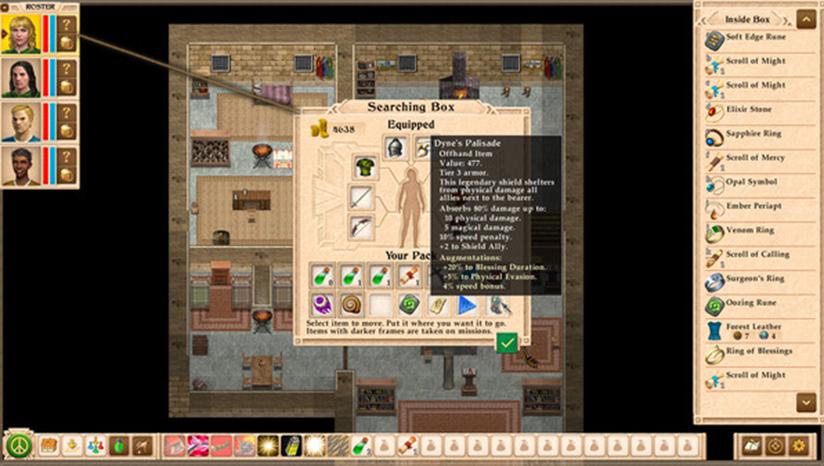 ROSTER
?
?
?
?
Searching Box
4638
Equipped
Dyne's Palisade
Offhand Item
Value: 477.
Tier 3 armor.
This legendary shield shelters
from physical damage all
allies next to the bearer.
Absorbs 80% damage up to:
10 physical damage.
5 magical damage.
10% speed penalty.
+2 to Shield Ally.
Augmentations:
+20% to Blessing Duration.
+5% to Physical Evasion.
4% speed bonus.
Your Pack
Select item to move. Put it where you want it to go.
Items with darker frames are taken on missions.
Inside Box
Soft Edge Rune
Scroll of Might
Scroll of Might
Elixir Stone
Sapphire Ring
Scroll of Mercy
Opal Symbol
Ember Periapt
Venom Ring
Scroll of Calling
Surgeon's Ring
Oozing Rune
Forest Leather
7 4
Ring of Blessings
Scroll of Might